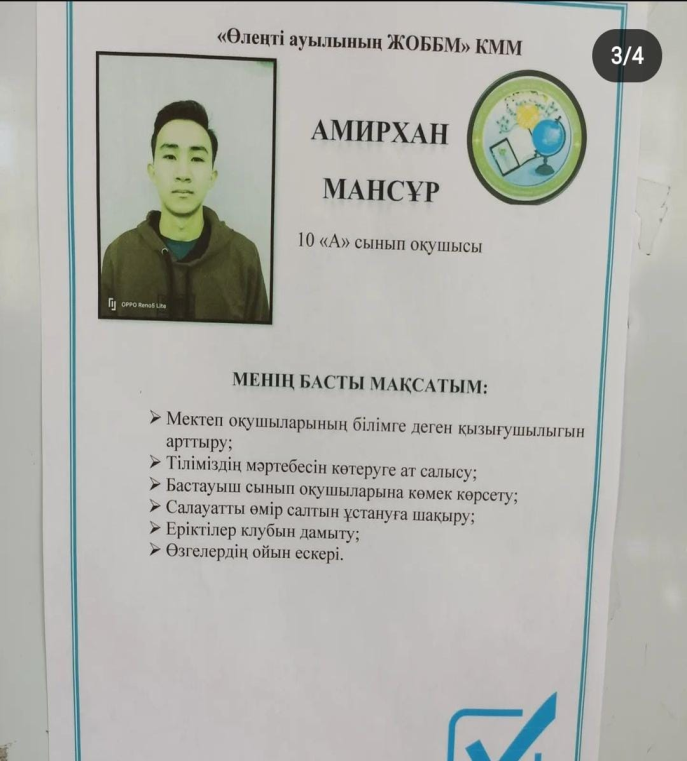 «Өлеңті ауылының ЖОББМ» КММ
3/4
АМИРХАН
МАНСҰР
10 «А» сынып оқушысы
OPPO Reno5 Lite
МЕНІҢ БАСТЫ МАҚСАТЫМ:
Мектеп оқушыларының білімге деген қызығушылыгын
арттыру;
Тіліміздің мәртебесін көтеруге ат салысу;
Бастауыш сынып оқушыларына көмек көрсету;
Салауатты өмір салтын ұстануға шақыру;
Еріктілер клубын дамыту;
Өзгелердің ойын ескері.